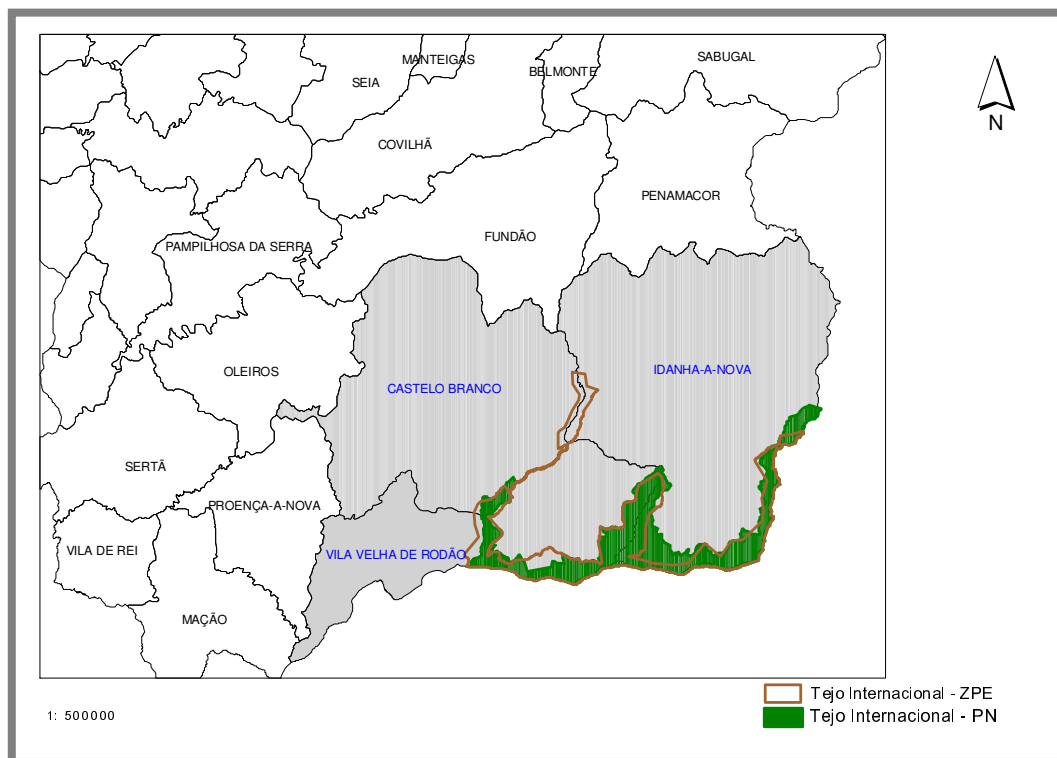 MANTEIGAS
SABUGAL
BELMONTE
SEIA
N
COVILHÃ
PENAMACOR
FUNDÃO
PAMPILHOSA DA SERRA
OLEIROS
IDANHA-A-NOVA
CASTELO BRANCO
SERTÃ
PROENÇA-A-NOVA
VILA DE REI
VILA VELHA DE RODÃO
MAÇÃO
Tejo Internacional - ZPE
1: 500000
Tejo Internacional - PN